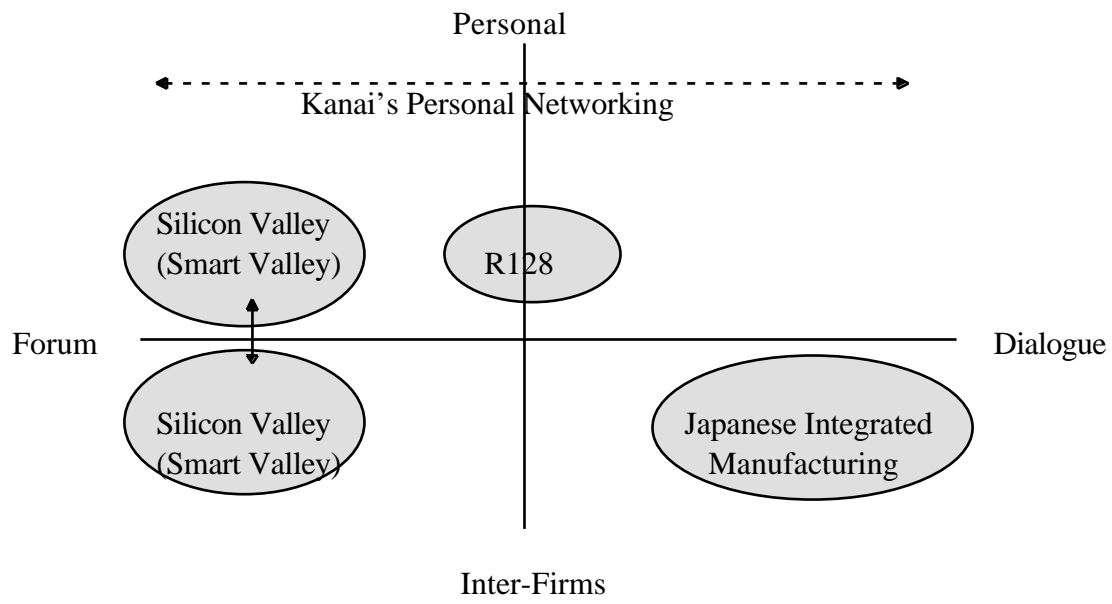 Personal
Kanai's Personal Networking
Silicon Valley
(Smart Valley)
R128
Forum
Dialogue
Silicon Valley
(Smart Valley)
Japanese Integrated
Manufacturing
Inter-Firms